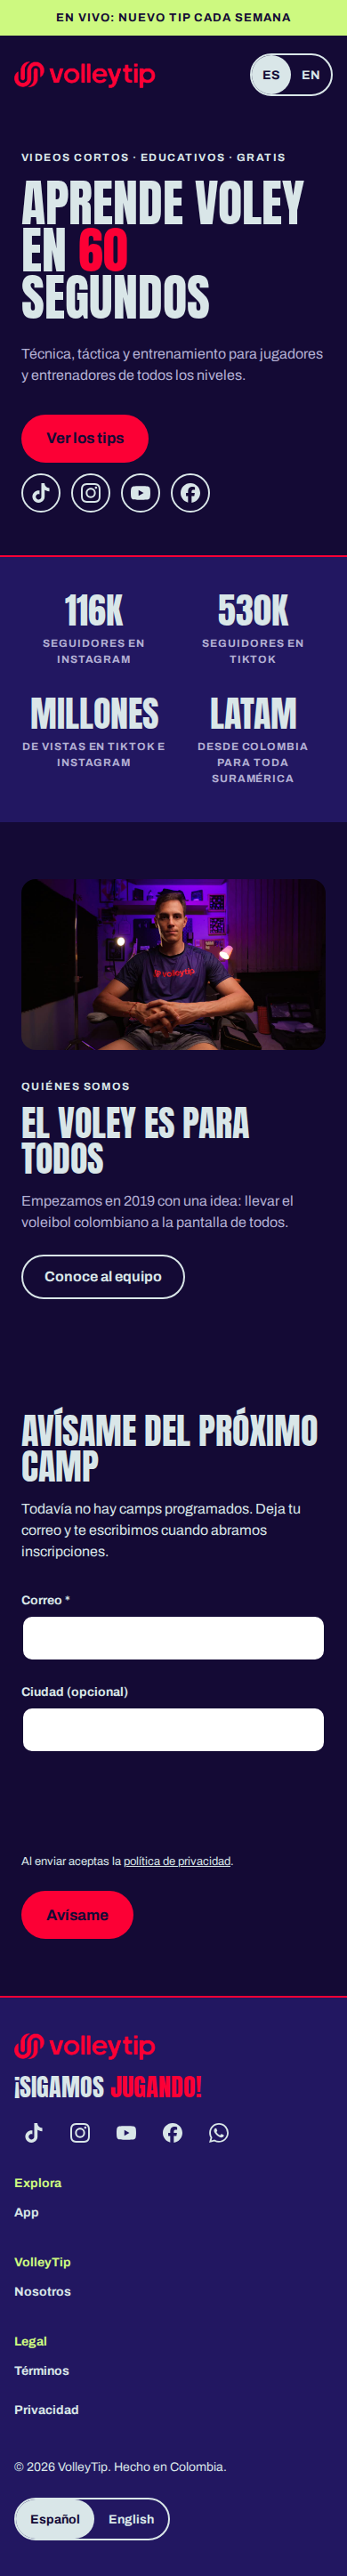 EN VIVO: NUEVO TIP CADA SEMANA
volleytip
ES EN
VIDEOS CORTOS · EDUCATIVOS · GRATIS
APRENDE VOLEY
EN 60
SEGUNDOS
Técnica, táctica y entrenamiento para jugadores
y entrenadores de todos los niveles.
Ver los tips
116K
SEGUIDORES EN
INSTAGRAM
530K
SEGUIDORES EN
TIKTOK
MILLONES
DE VISTAS EN TIKTOK E
INSTAGRAM
LATAM
DESDE COLOMBIA
PARA TODA
SURAMÉRICA
volleytip
QUIÉNES SOMOS
EL VOLEY ES PARA
TODOS
Empezamos en 2019 con una idea: llevar el
voleibol colombiano a la pantalla de todos.
Conoce al equipo
AVÍSAME DEL PRÓXIMO
CAMP
Todavía no hay camps programados. Deja tu
correo y te escribimos cuando abramos
inscripciones.
Correo *
Ciudad (opcional)
Al enviar aceptas la política de privacidad.
Avísame
volleytip
¡SIGAMOS JUGANDO!
Explora
App
VolleyTip
Nosotros
Legal
Términos
Privacidad
© 2026 VolleyTip. Hecho en Colombia.
Español English